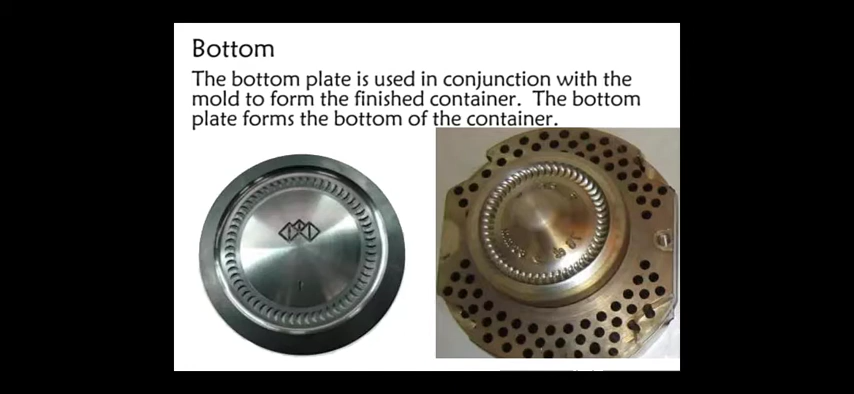 Bottom
The bottom plate is used in conjunction with the
mold to form the finished container.  The bottom
plate forms the bottom of the container.